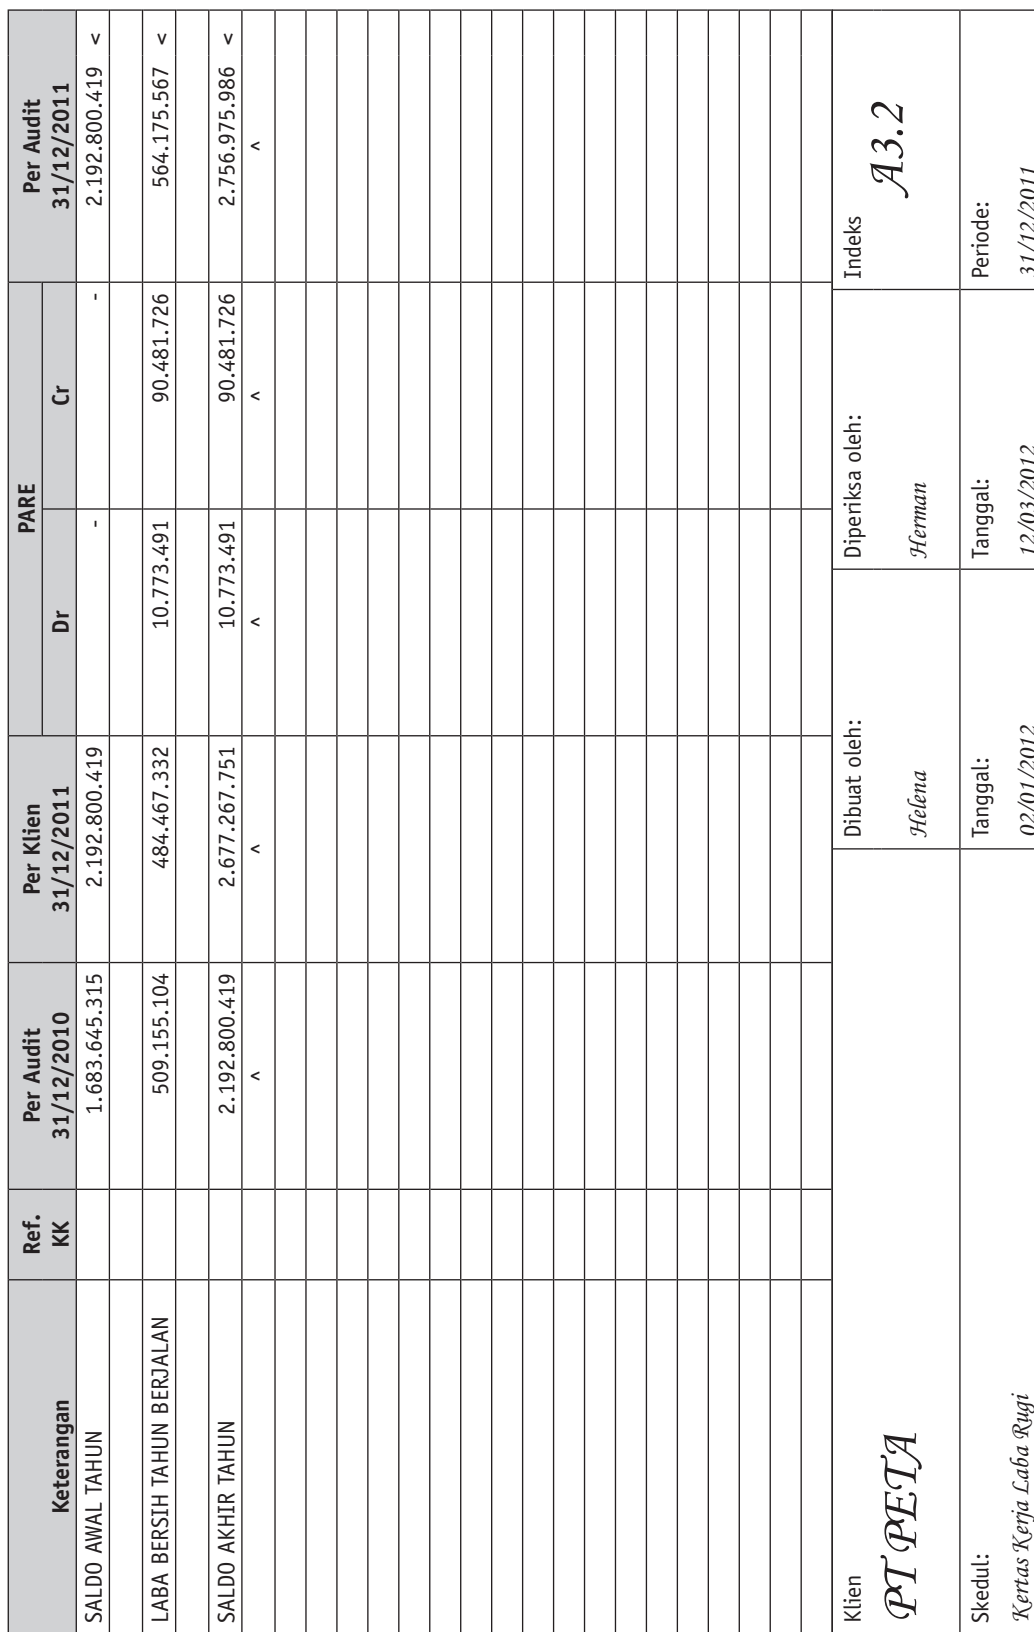 Keterangan Ref. KK Per Audit 31/12/2010 Per Klien 31/12/2011 PARE Dr Cr Per Audit 31/12/2011
SALDO AWAL TAHUN 1.683.645.315 2.192.800.419 - - 2.192.800.419 <
LABA BERSIH TAHUN BERJALAN 509.155.104 484.467.332 10.773.491 90.481.726 564.175.567 <
SALDO AKHIR TAHUN 2.192.800.419 2.677.267.751 10.773.491 90.481.726 2.756.975.986 <
^ ^ ^ ^ ^
Klien Dibuat oleh: Diperiksa oleh: Indeks
PT PETA Helena Herman A3.2
Skedul: Tanggal: Tanggal: Periode:
Kertas Kerja Laba Rugi 02/01/2012 12/03/2012 31/12/2011